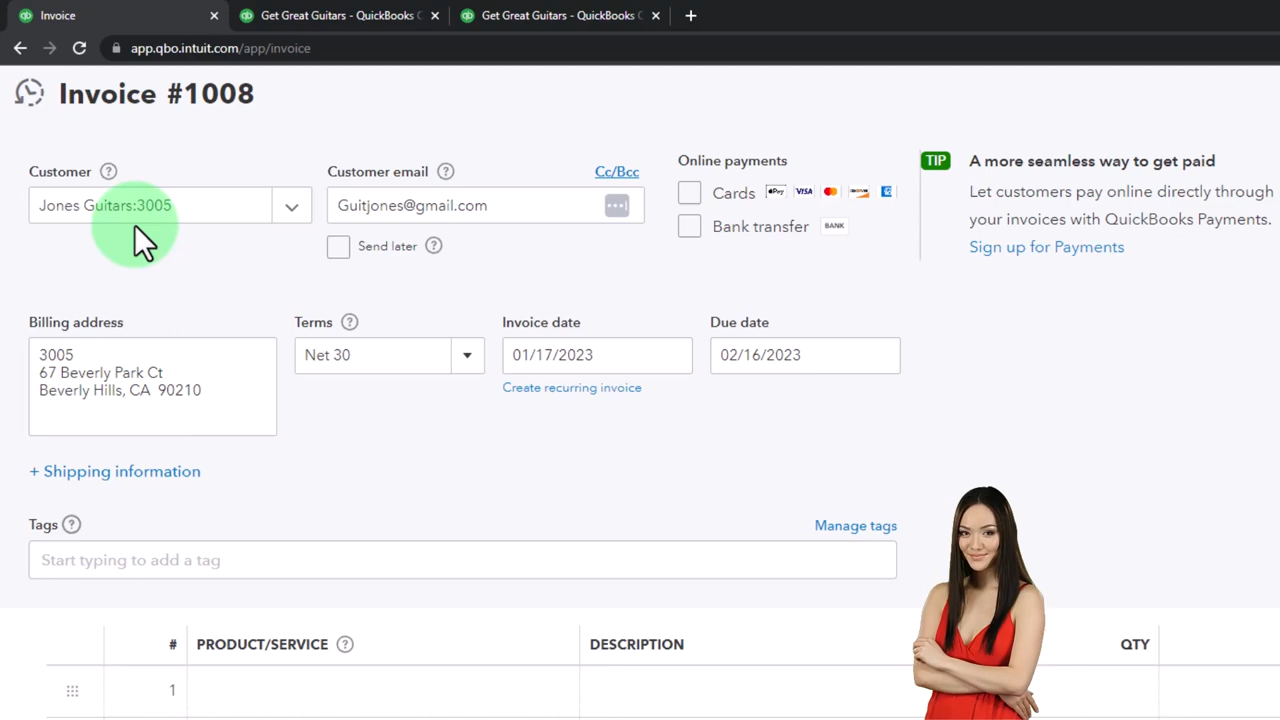 Invoice
Get Great Guitars - QuickBooks C
Get Great Guitars - QuickBooks C
app.qbo.intuit.com/app/invoice
Invoice #1008
Customer
Customer email
Cc/Bcc
Jones Guitars:3005
Guitjones@gmail.com
Send later
Online payments
Cards
VISA
Bank transfer
BANK
TIP
A more seamless way to get paid
Let customers pay online directly through
your invoices with QuickBooks Payments.
Sign up for Payments
Billing address
3005
67 Beverly Park Ct
Beverly Hills, CA 90210
Terms
Net 30
Invoice date
01/17/2023
Create recurring invoice
Due date
02/16/2023
+ Shipping information
Tags
Manage tags
Start typing to add a tag
# PRODUCT/SERVICE DESCRIPTION QTY
1